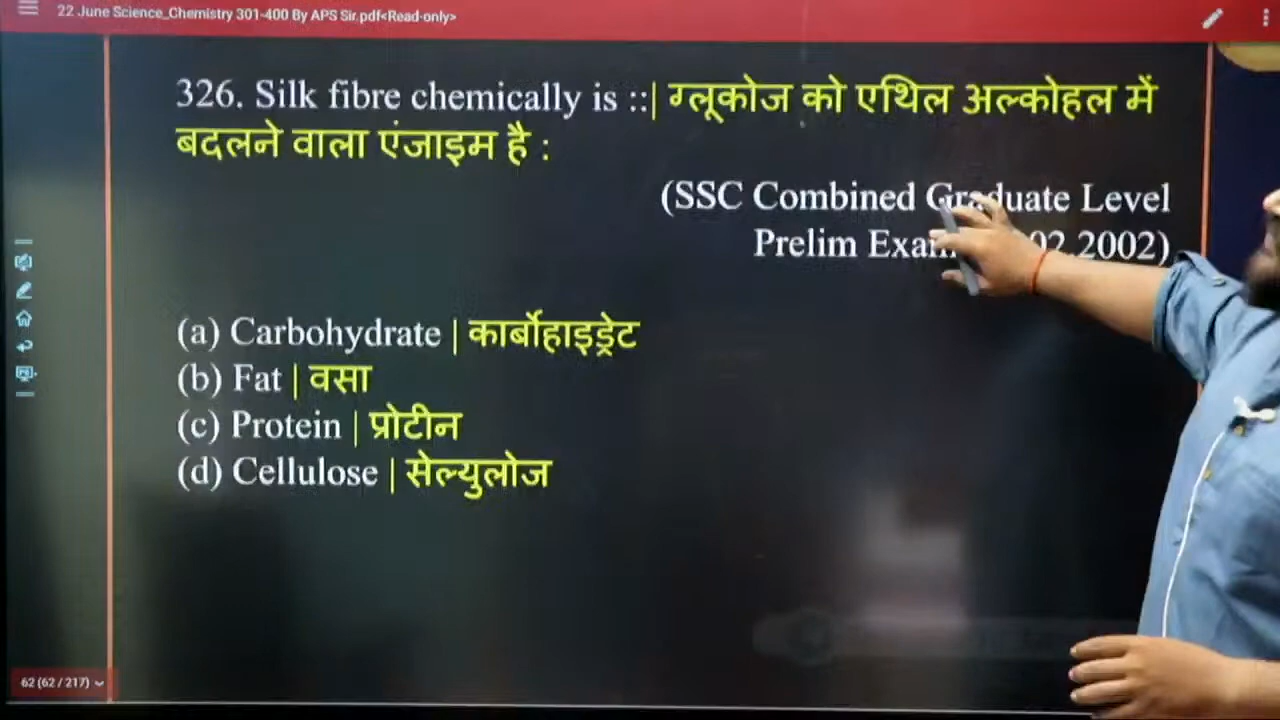 22 June Science_Chemistry 301-400 By APS Sir.pdf<Read-only>
326. Silk fibre chemically is ::| ग्लूकोज को एथिल अल्कोहल में
बदलने वाला एंजाइम है :
(SSC Combined Graduate Level
Prelim 2002)
(a) Carbohydrate | कार्बोहाइड्रेट
(b) Fat | वसा
(c) Protein | प्रोटीन
(d) Cellulose | सेल्युलोज
62 (62 / 217)